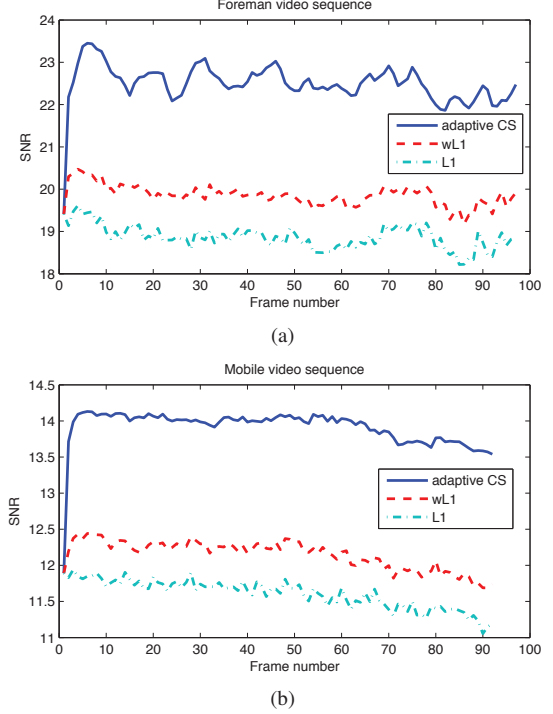 Foreman video sequence
24
23
22
21
20
19
18
SNR
adaptive CS
wL1
L1
0 10 20 30 40 50 60 70 80 90 100
Frame number
(a)
Mobile video sequence
14.5
14
13.5
13
12.5
12
11.5
11
SNR
adaptive CS
wL1
L1
0 10 20 30 40 50 60 70 80 90 100
Frame number
(b)